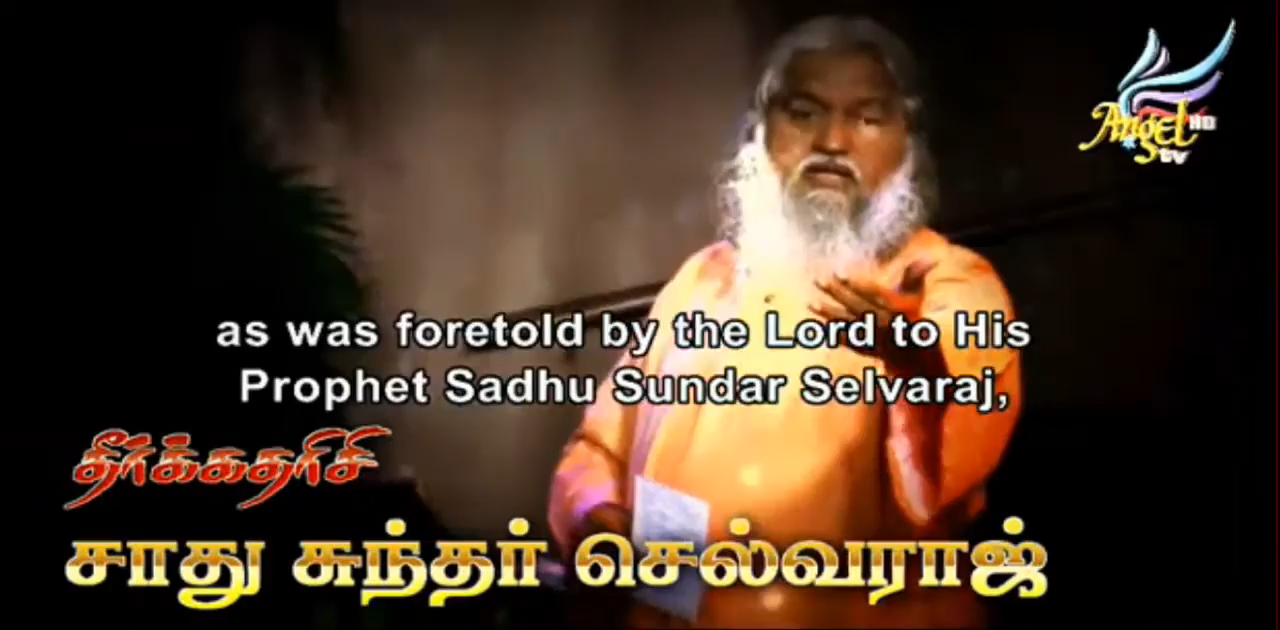 Angel HD
tv
as was foretold by the Lord to His
Prophet Sadhu Sundar Selvaraj,
தீர்க்கதரிசி
சாது சுந்தர் செல்வராஜ்